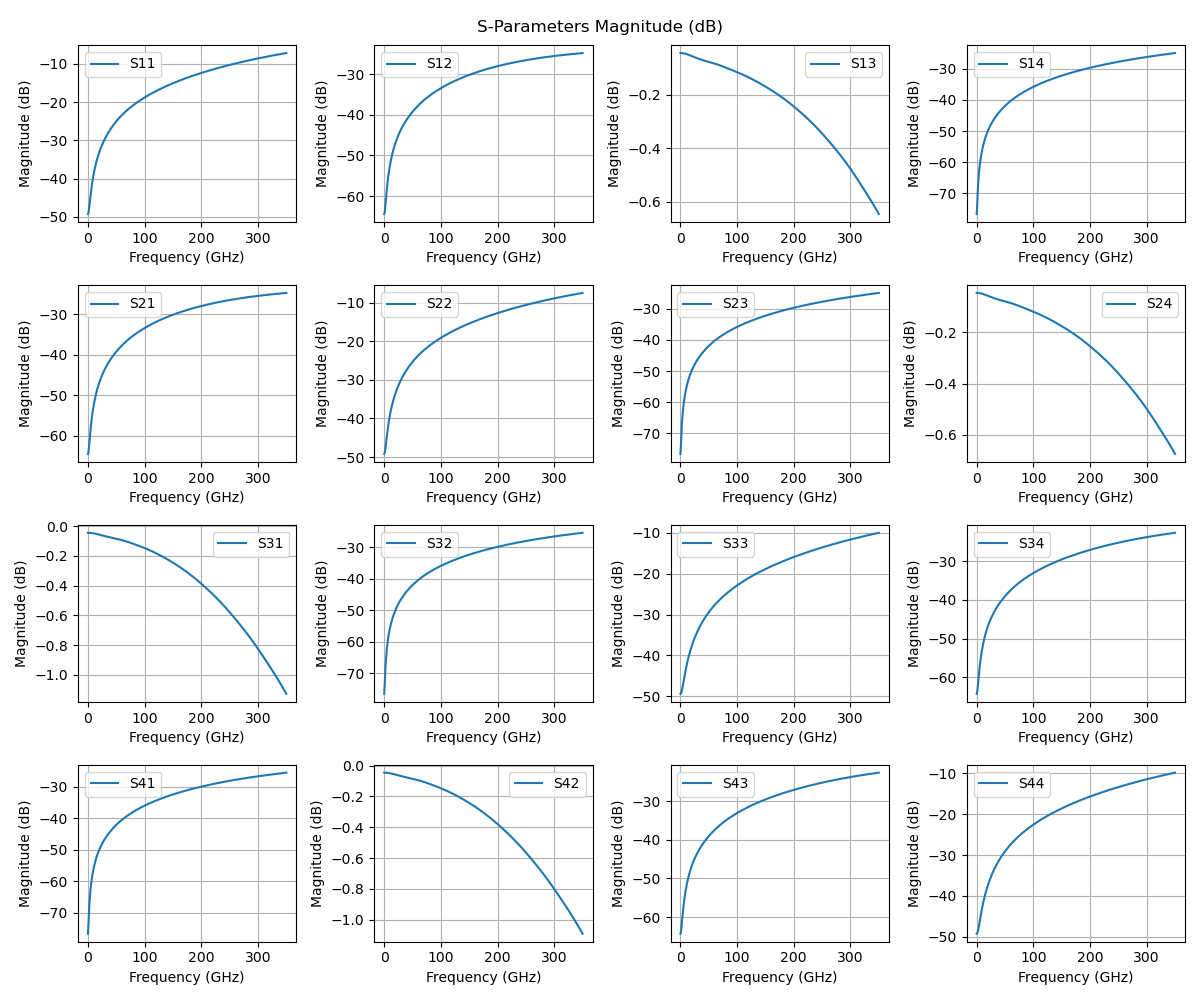 S-Parameters Magnitude (dB)
S11
Magnitude (dB)
−10
−20
−30
−40
−50
0 100 200 300
Frequency (GHz)
S12
Magnitude (dB)
−30
−40
−50
−60
0 100 200 300
Frequency (GHz)
S13
Magnitude (dB)
−0.2
−0.4
−0.6
0 100 200 300
Frequency (GHz)
S14
Magnitude (dB)
−30
−40
−50
−60
−70
0 100 200 300
Frequency (GHz)
S21
Magnitude (dB)
−30
−40
−50
−60
0 100 200 300
Frequency (GHz)
S22
Magnitude (dB)
−10
−20
−30
−40
−50
0 100 200 300
Frequency (GHz)
S23
Magnitude (dB)
−30
−40
−50
−60
−70
0 100 200 300
Frequency (GHz)
S24
Magnitude (dB)
−0.2
−0.4
−0.6
0 100 200 300
Frequency (GHz)
S31
Magnitude (dB)
0.0
−0.2
−0.4
−0.6
−0.8
−1.0
0 100 200 300
Frequency (GHz)
S32
Magnitude (dB)
−30
−40
−50
−60
−70
0 100 200 300
Frequency (GHz)
S33
Magnitude (dB)
−10
−20
−30
−40
−50
0 100 200 300
Frequency (GHz)
S34
Magnitude (dB)
−30
−40
−50
−60
0 100 200 300
Frequency (GHz)
S41
Magnitude (dB)
−30
−40
−50
−60
−70
0 100 200 300
Frequency (GHz)
S42
Magnitude (dB)
0.0
−0.2
−0.4
−0.6
−0.8
−1.0
0 100 200 300
Frequency (GHz)
S43
Magnitude (dB)
−30
−40
−50
−60
0 100 200 300
Frequency (GHz)
S44
Magnitude (dB)
−10
−20
−30
−40
−50
0 100 200 300
Frequency (GHz)